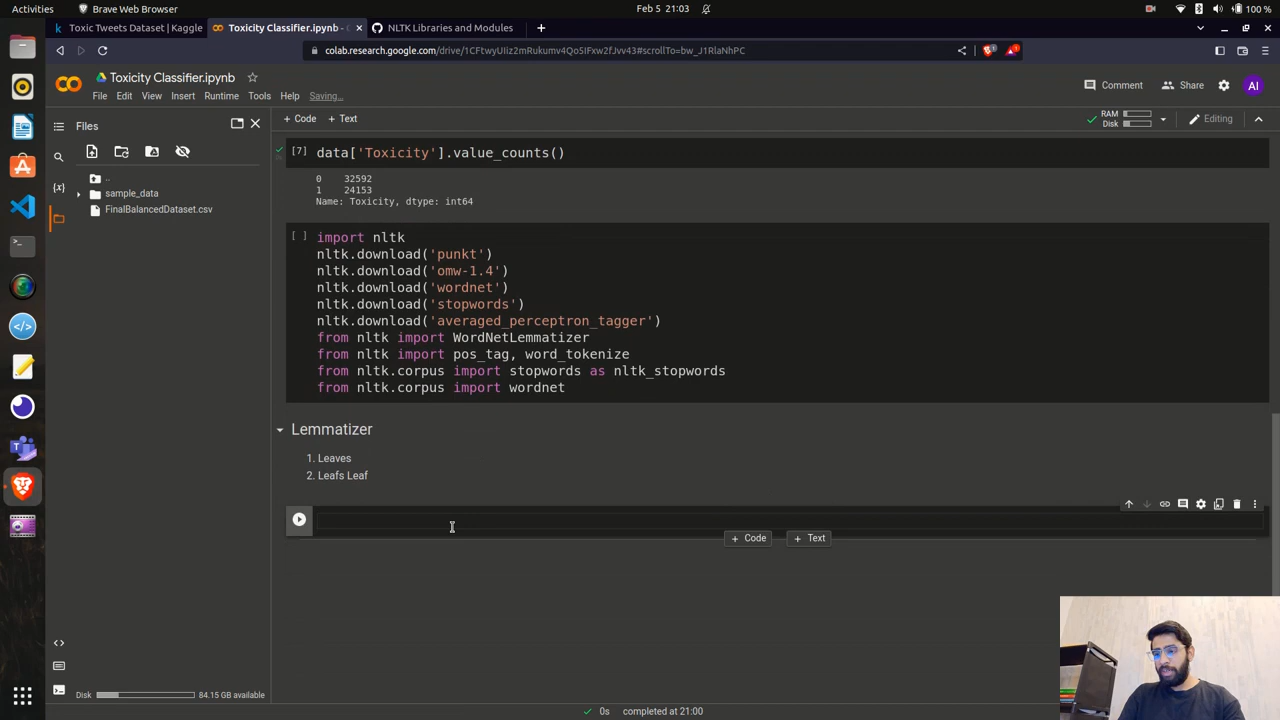 Activities
Brave Web Browser
Feb 5 21:03
100 %
Toxic Tweets Dataset | Kaggle
Toxicity Classifier.ipynb -
NLTK Libraries and Modules
colab.research.google.com/drive/1CFtwyUIiz2mRukumv4Qo5tFxw2fJvv43#scrollTo=bw_J1RlaNhPC
Toxicity Classifier.ipynb
File Edit View Insert Runtime Tools Help Saving...
Comment
Share
AI
Files
+ Code + Text
RAM
Disk
Editing
..
sample_data
FinalBalancedDataset.csv
[7] data['Toxicity'].value_counts()
0 32592
1 24153
Name: Toxicity, dtype: int64
[ ] import nltk
nltk.download('punkt')
nltk.download('omw-1.4')
nltk.download('wordnet')
nltk.download('stopwords')
nltk.download('averaged_perceptron_tagger')
from nltk import WordNetLemmatizer
from nltk import pos_tag, word_tokenize
from nltk.corpus import stopwords as nltk_stopwords
from nltk.corpus import wordnet
Lemmatizer
1. Leaves
2. Leafs Leaf
+ Code + Text
Disk 84.15 GB available
0s completed at 21:00